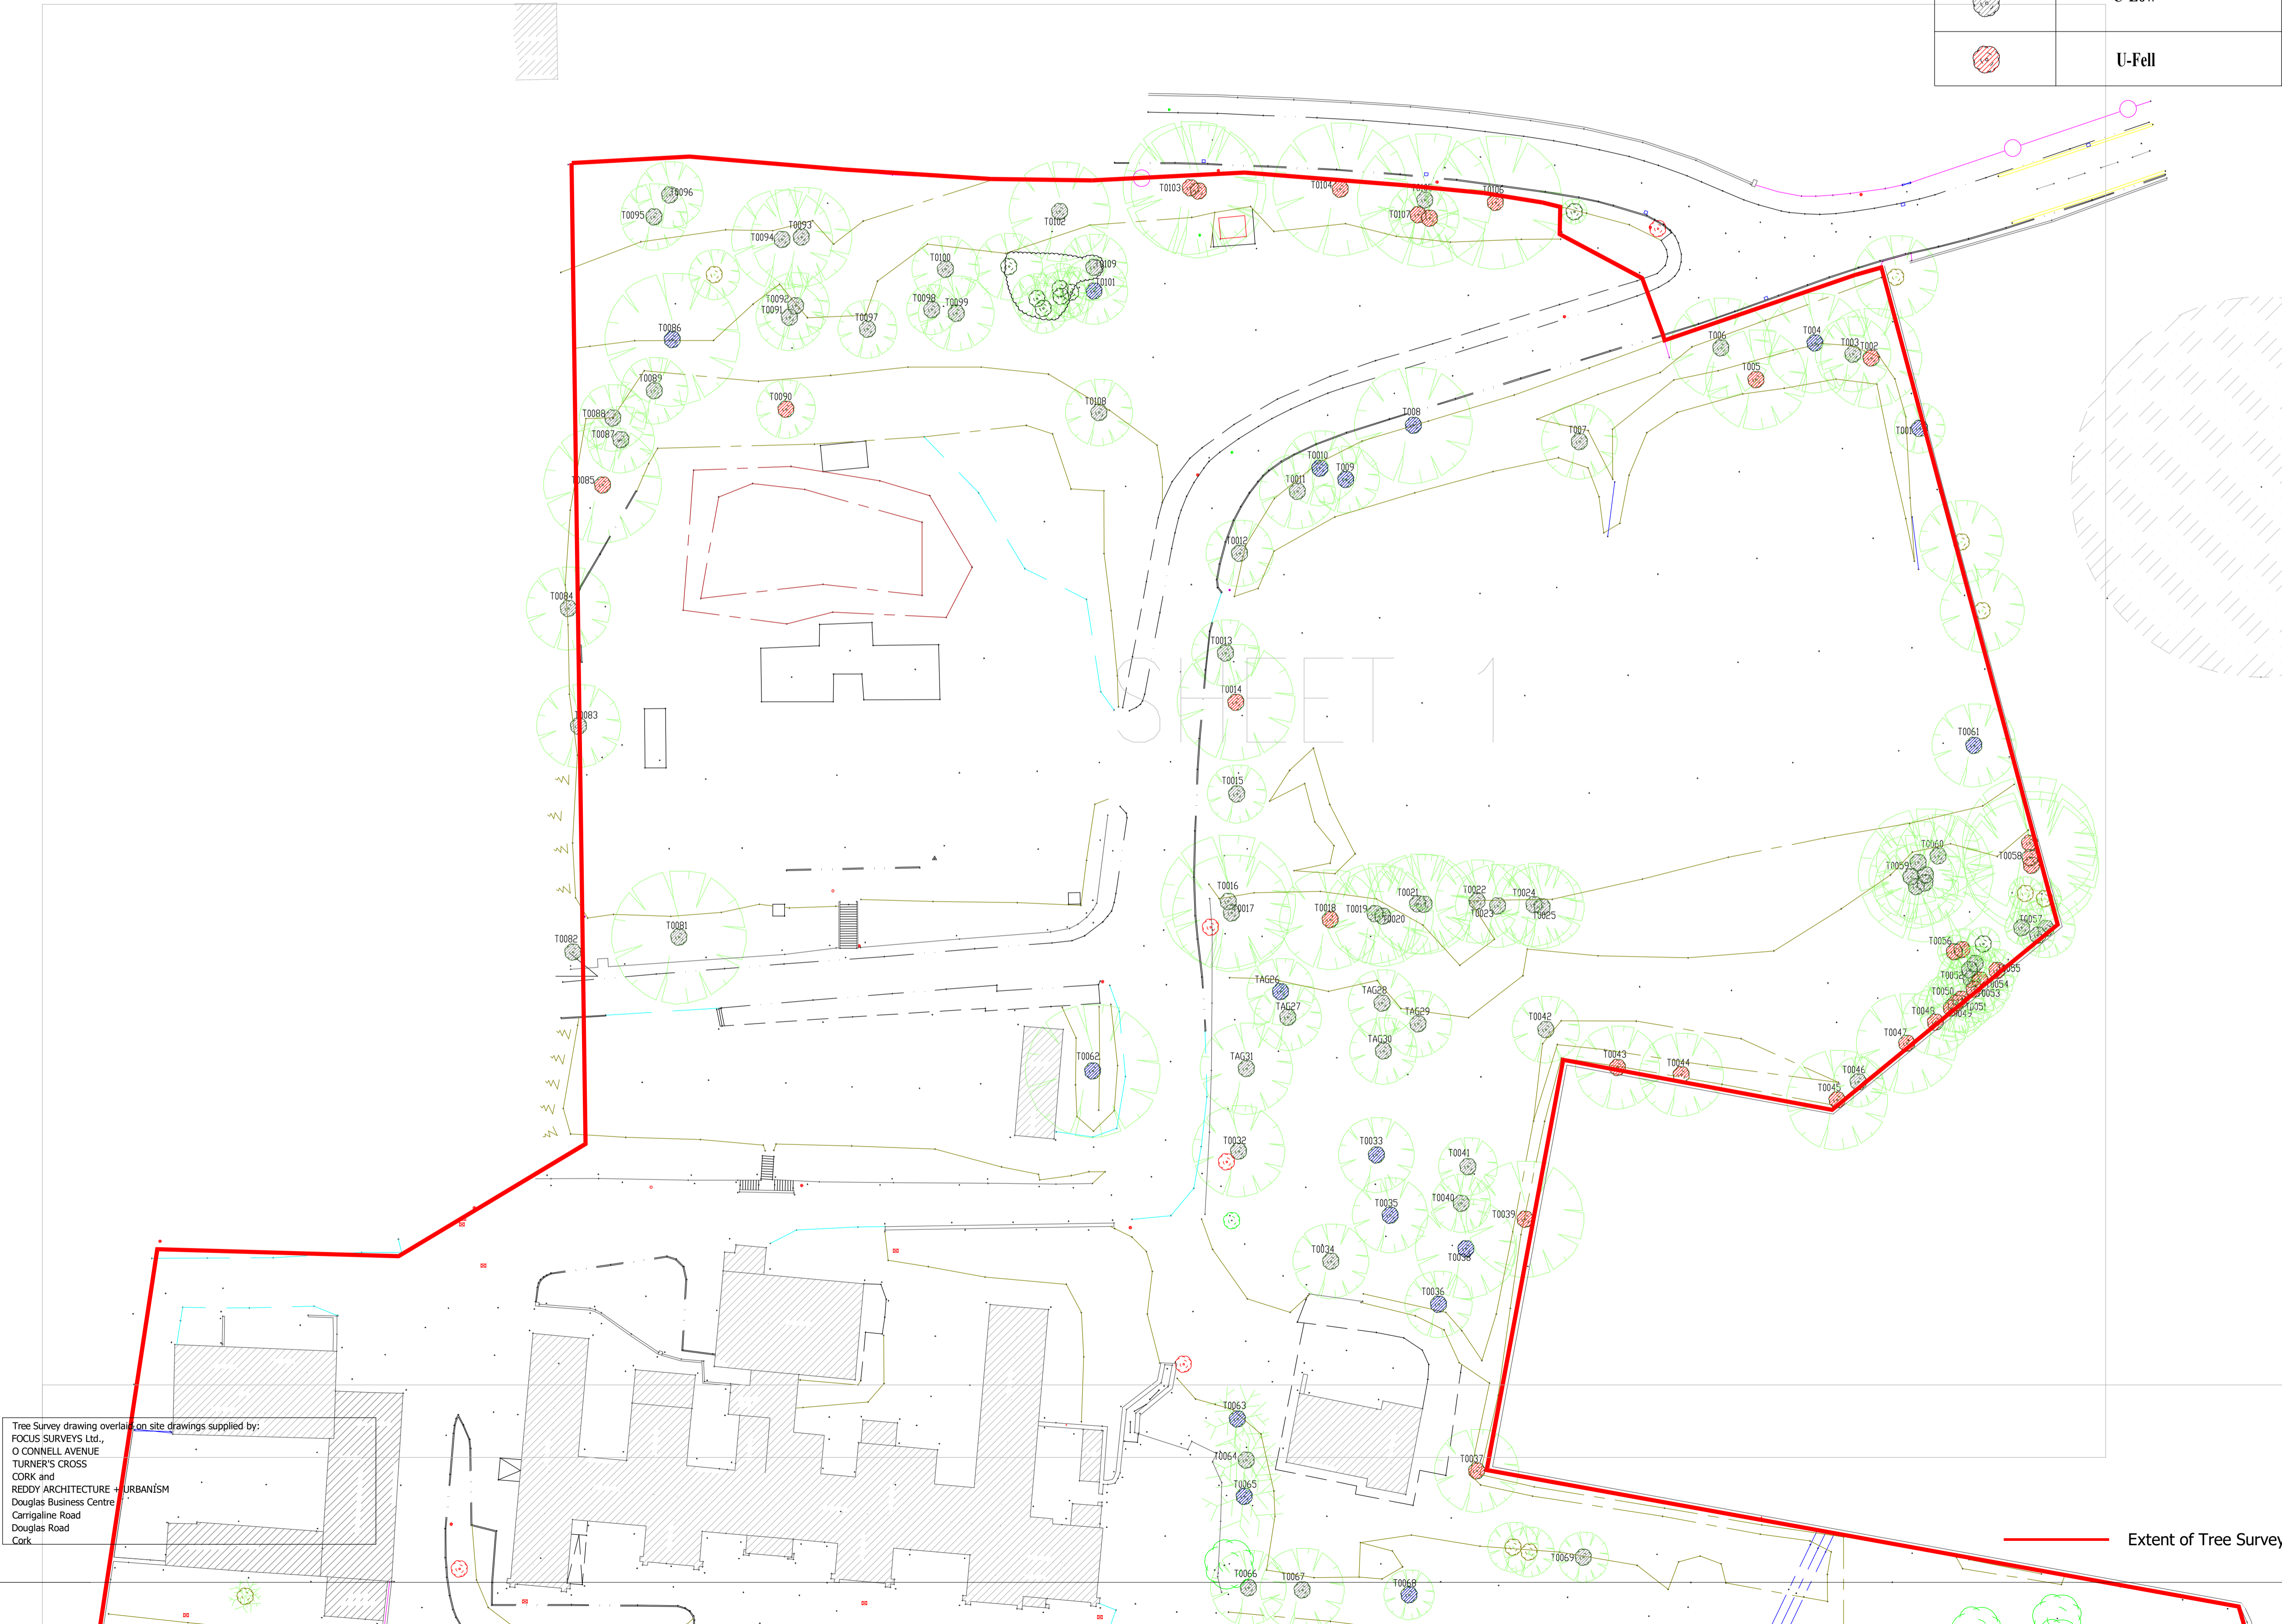 U-Fell
T0096
T0095
T0093
T0094
T0102
T0103
T0104
T0105
T0106
T0107
T0100
T0109
T0101
T0098
T0099
T0092
T0091
T0097
T0086
T006
T004
T003
T002
T005
T0089
T0090
T0108
T0088
T0087
T008
T007
T001
T0010
T009
T0011
T0085
T0012
T0084
T0013
SHEET 1
T0014
T0083
T0061
T0015
T0060
T0058
T0059
T0016
T0017
T0018
T0019
T0020
T0021
T0022
T0023
T0024
T0025
T0057
T0081
T0082
T0056
T0055
T0052
T0054
T0053
T0050
T0051
T0049
T0048
TAG26
TAG27
TAG28
TAG29
TAG30
TAG31
T0042
T0047
T0043
T0044
T0046
T0045
T0062
T0032
T0033
T0041
T0040
T0035
T0039
T0034
T0038
T0036
T0063
T0064
T0037
T0065
Tree Survey drawing overlaid on site drawings supplied by:
FOCUS SURVEYS Ltd.,
O CONNELL AVENUE
TURNER'S CROSS
CORK and
REDDY ARCHITECTURE + URBANISM
Douglas Business Centre
Carrigaline Road
Douglas Road
Cork
Extent of Tree Survey
T0069
T0066
T0067
T0068